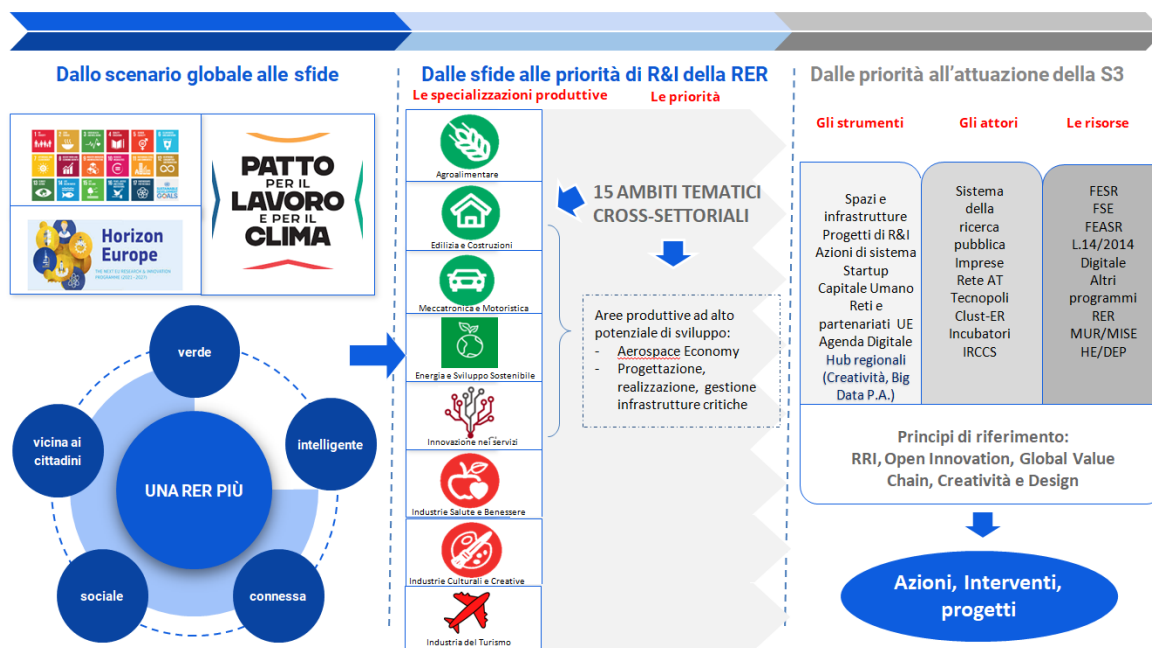 Dallo scenario globale alle sfide
PATTO
PER IL
LAVORO
E PER IL
CLIMA
Horizon
Europe
verde
vicina ai
cittadini
intelligente
UNA RER PIÙ
sociale
connessa
Dalle sfide alle priorità di R&I della RER
Le specializzazioni produttive
Le priorità
Agroalimentare
Edilizia e Costruzioni
Meccatronica e Motoristica
Energia e Sviluppo Sostenibile
Innovazione nei Servizi
Industrie Salute e Benessere
Industrie Culturali e Creative
Industria del Turismo
15 AMBITI TEMATICI
CROSS-SETTORIALI
Aree produttive ad alto
potenziale di sviluppo:
- Aerospace Economy
- Progettazione,
realizzazione, gestione
infrastrutture critiche
Dalle priorità all’attuazione della S3
Gli strumenti
Gli attori
Le risorse
Spazi e
infrastrutture
Progetti di R&I
Azioni di sistema
Startup
Capitale Umano
Reti e
partenariati UE
Agenda Digitale
Hub regionali
(Creatività, Big
Data P.A.)
Sistema
della
ricerca
pubblica
Imprese
Rete AT
Tecnopoli
Clust-ER
Incubatori
IRCCS
FESR
FSE
FEASR
L.14/2014
Digitale
Altri
programmi
RER
MUR/MISE
HE/DEP
Principi di riferimento:
RRI, Open Innovation, Global Value
Chain, Creatività e Design
Azioni, Interventi,
progetti